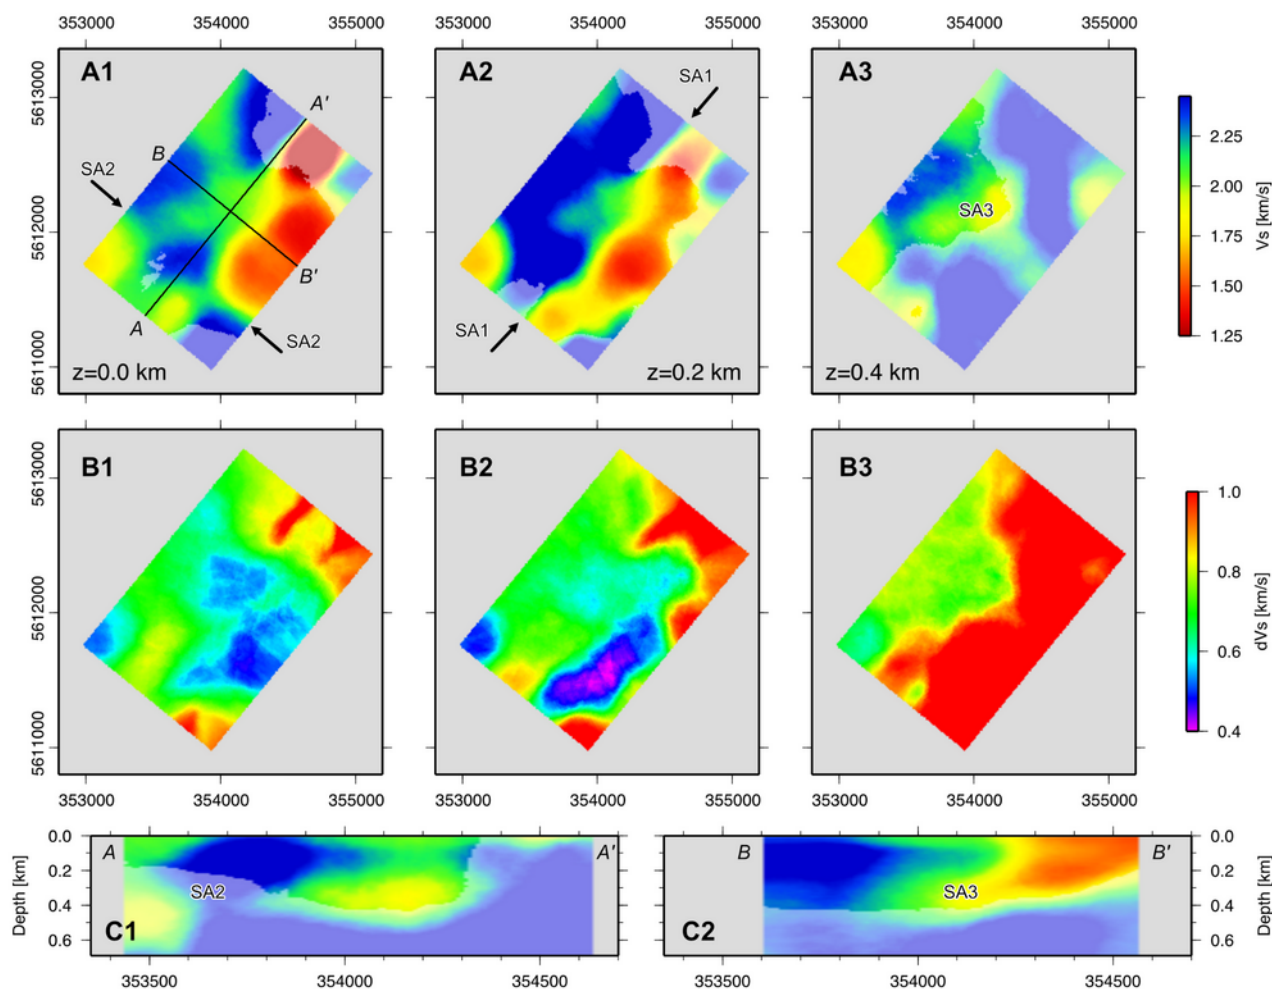 353000 354000 355000 353000 354000 355000 353000 354000 355000
A1 A2 A3
SA1
A'
B
SA2
SA3
B'
A
SA1
SA2
z=0.0 km z=0.2 km z=0.4 km
5613000
5612000
5611000
2.25
2.00
1.75
1.50
1.25
Vs [km/s]
B1 B2 B3
5613000
5612000
5611000
1.0
0.8
0.6
0.4
dVs [km/s]
353000 354000 355000 353000 354000 355000 353000 354000 355000
A A' B B'
0.0 0.0
0.2 0.2
0.4 0.4
0.6 0.6
Depth [km] Depth [km]
SA2 SA3
C1 C2
353500 354000 354500 353500 354000 354500